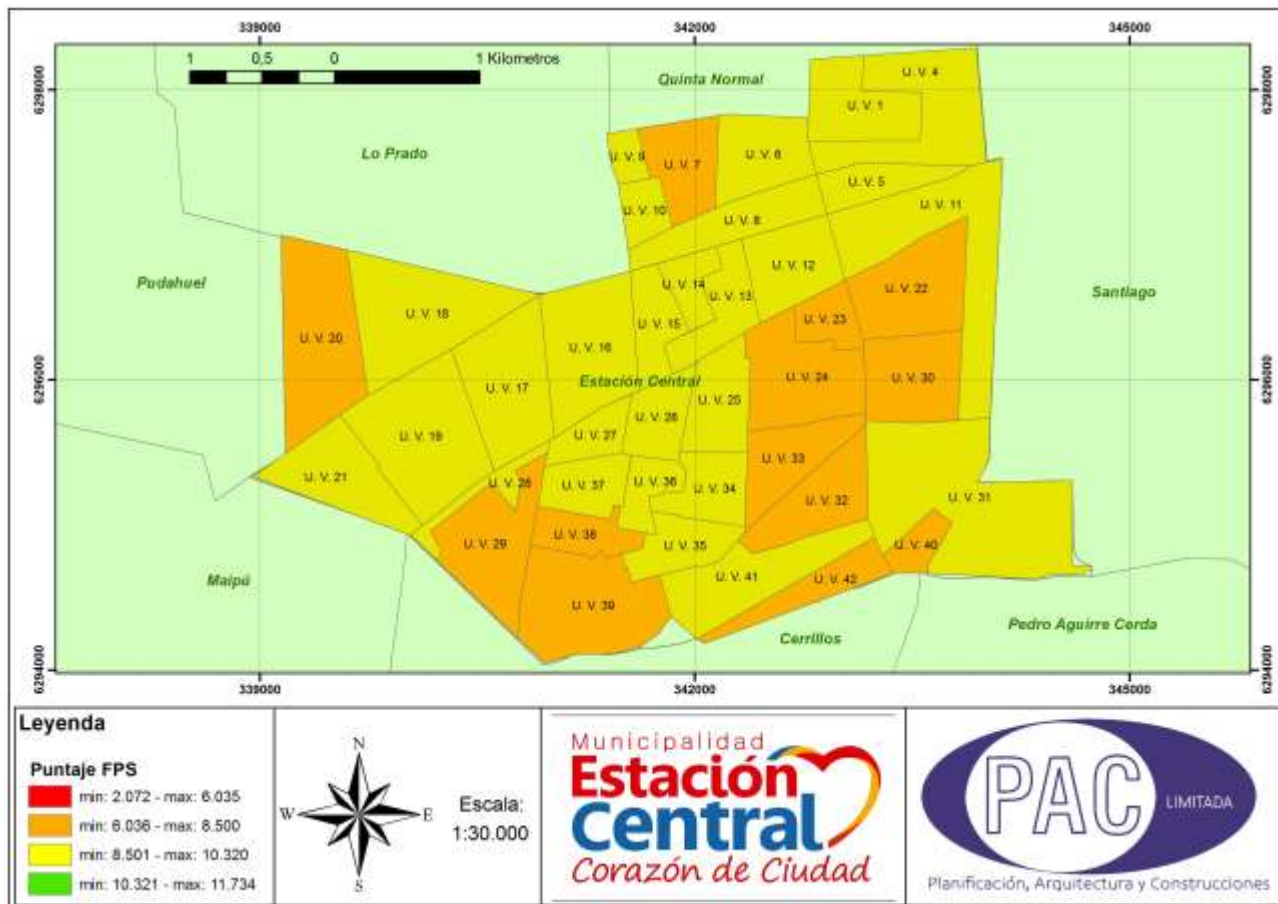 339000
342000
345000
1
0,5
0
1 Kilometros
Quinta Normal
U. V. 4
6298000
6298000
U. V. 1
Lo Prado
U. V. 9
U. V. 7
U. V. 6
U. V. 5
U. V. 10
U. V. 11
U. V. 8
Pudahuel
U. V. 12
U. V. 14
U. V. 13
U. V. 22
Santiago
U. V. 18
U. V. 23
U. V. 15
U. V. 20
U. V. 16
6296000
Estación Central
U. V. 24
U. V. 30
6296000
U. V. 17
U. V. 25
U. V. 26
U. V. 19
U. V. 27
U. V. 33
U. V. 21
U. V. 28
U. V. 37
U. V. 36
U. V. 34
U. V. 31
U. V. 32
U. V. 29
U. V. 38
U. V. 35
U. V. 40
Maipú
U. V. 41
U. V. 42
U. V. 39
Cerrillos
Pedro Aguirre Cerda
6294000
6294000
339000
342000
345000
Leyenda
Puntaje FPS
min: 2.072 - max: 6.035
min: 6.036 - max: 8.500
min: 8.501 - max: 10.320
min: 10.321 - max: 11.734
N
W
E
S
Escala:
1:30.000
Municipalidad
Estación
Central
Corazón de Ciudad
PAC
LIMITADA
Planificación, Arquitectura y Construcciones